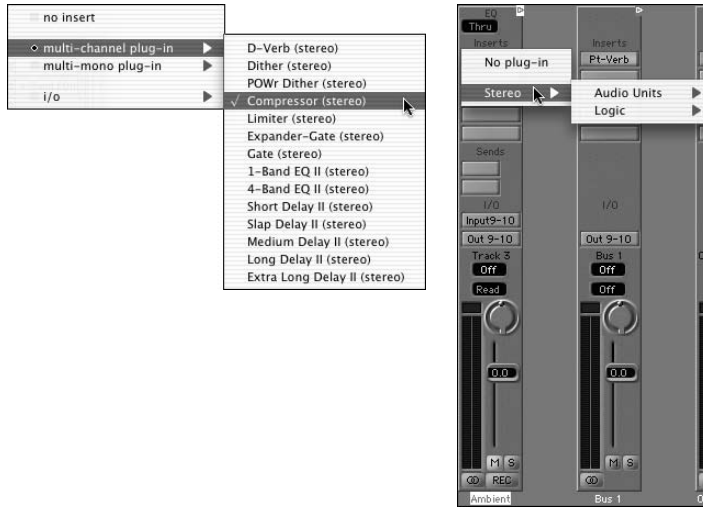 no insert
multi-channel plug-in
multi-mono plug-in
i/o
D-Verb (stereo)
Dither (stereo)
POWr Dither (stereo)
✓ Compressor (stereo)
Limiter (stereo)
Expander-Gate (stereo)
Gate (stereo)
1-Band EQ II (stereo)
4-Band EQ II (stereo)
Short Delay II (stereo)
Slap Delay II (stereo)
Medium Delay II (stereo)
Long Delay II (stereo)
Extra Long Delay II (stereo)
EQ
Thru
Inserts
No plug-in
Stereo
Audio Units
Logic
Sends
I/O
Input9-10
Out 9-10
Track 3
Off
Read
0.0
M S
REC
Ambient
Inserts
Pt-Verb
I/O
Out 9-10
Bus 1
Off
Off
0.0
M S
Bus 1